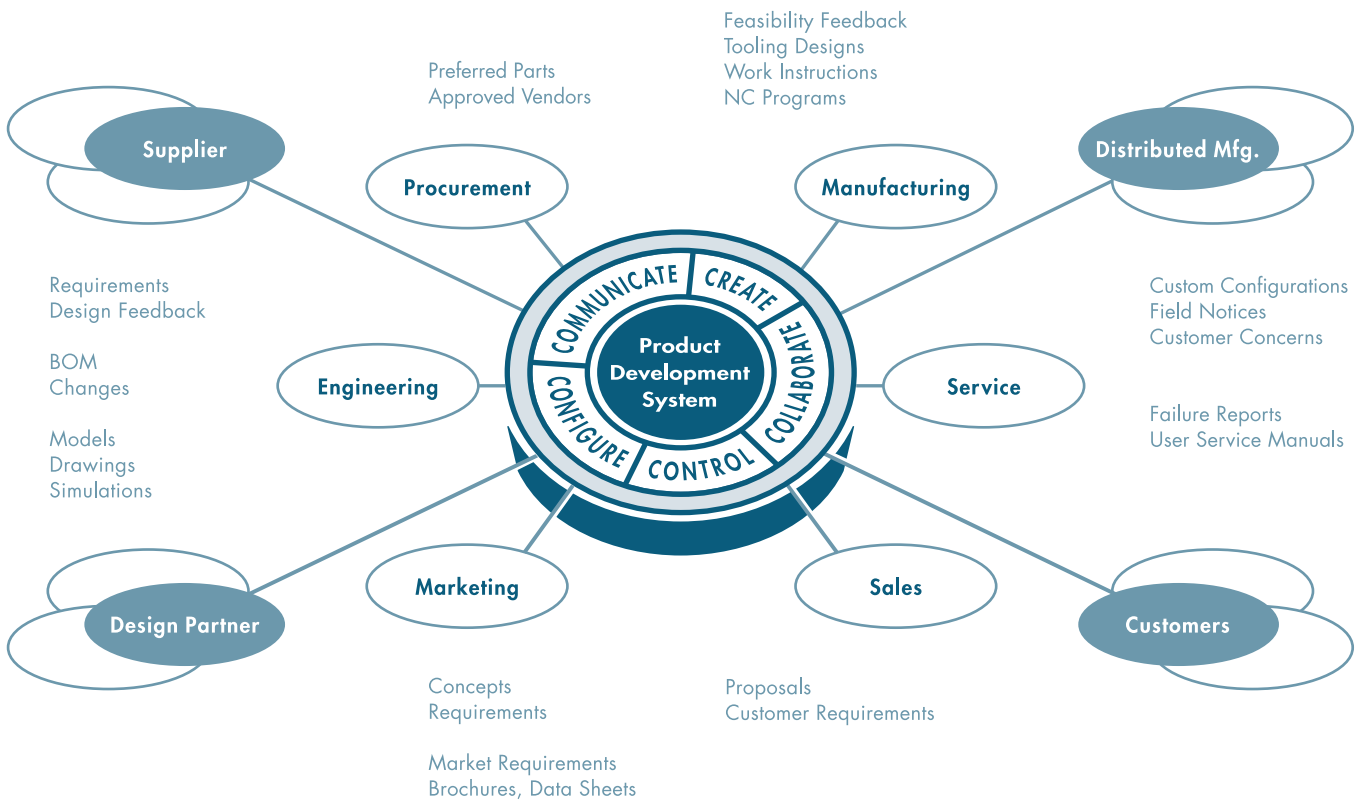 Feasibility Feedback
Tooling Designs
Work Instructions
NC Programs
Preferred Parts
Approved Vendors
Supplier
Distributed Mfg.
Procurement
Manufacturing
Requirements
Design Feedback
BOM
Changes
Models
Drawings
Simulations
Custom Configurations
Field Notices
Customer Concerns
Failure Reports
User Service Manuals
COMMUNICATE
CREATE
COLLABORATE
CONTROL
CONFIGURE
Product
Development
System
Engineering
Service
Marketing
Sales
Design Partner
Customers
Concepts
Requirements
Market Requirements
Brochures, Data Sheets
Proposals
Customer Requirements